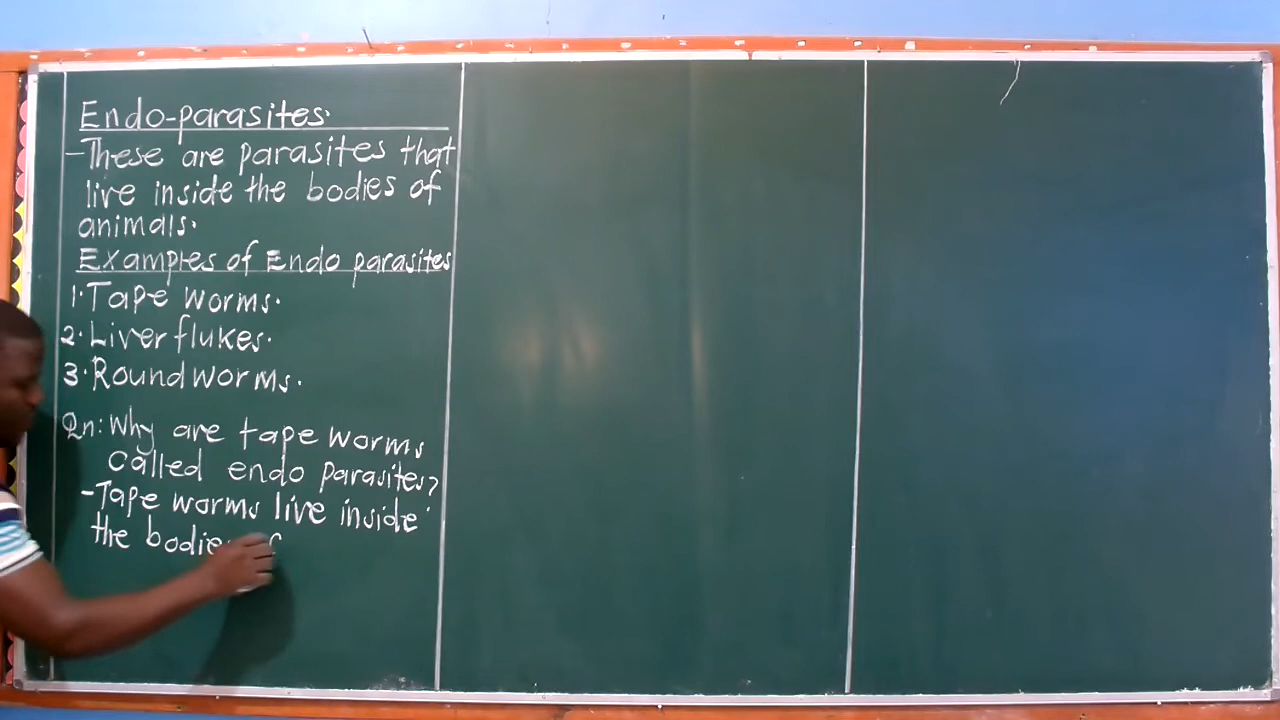 Endo-parasites.
-These are parasites that
live inside the bodies of
animals.
Examples of Endo parasites
1. Tape worms.
2. Liver flukes.
3. Round worms.
Qn: Why are tape worms
called endo parasites?
-Tape worms live inside
the